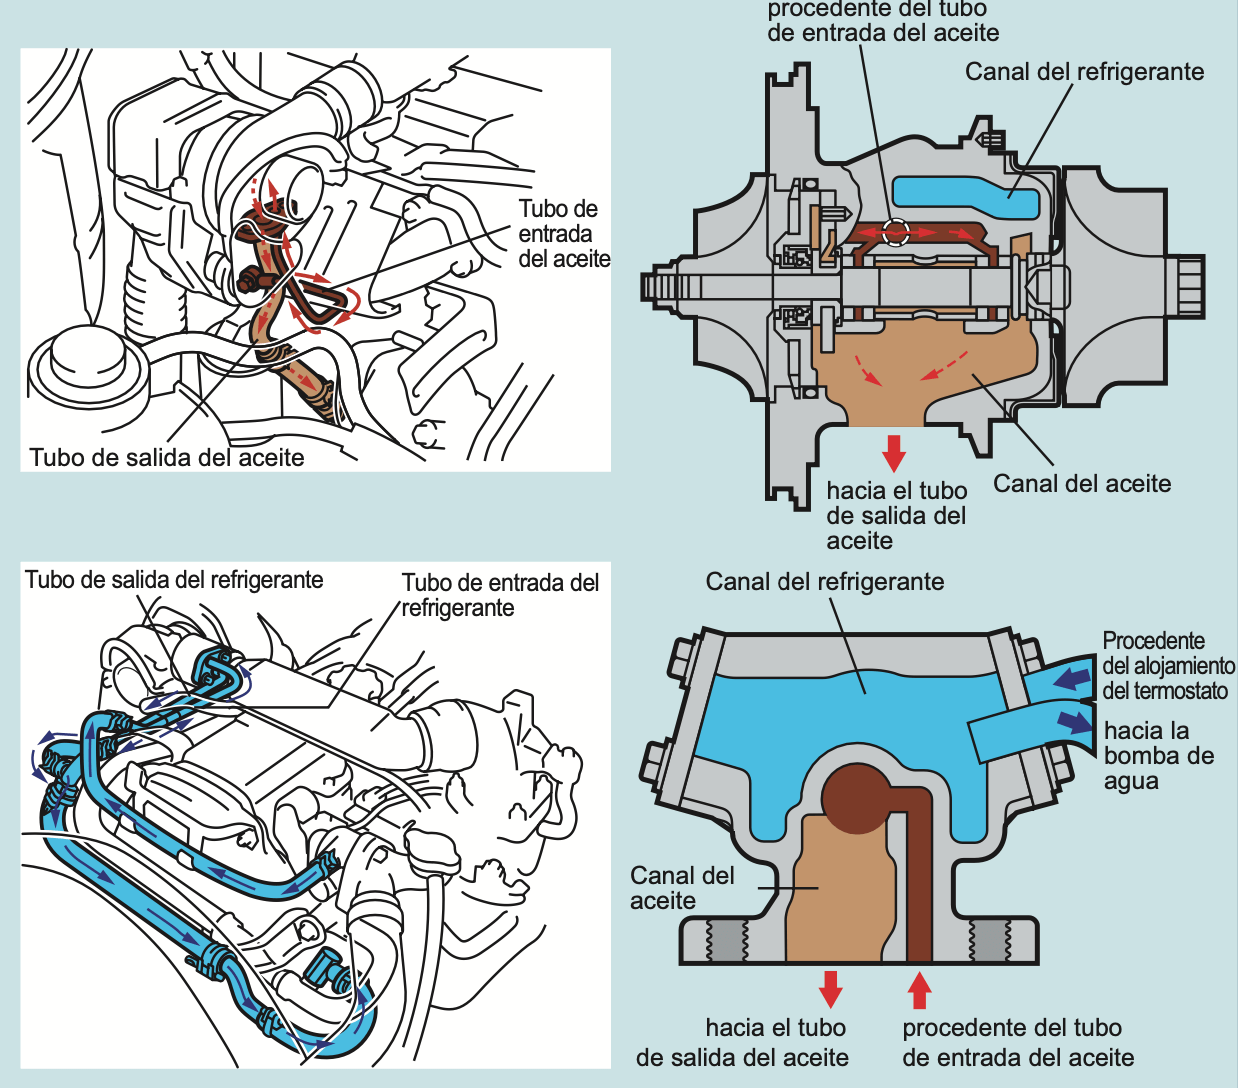 procedente del tubo
de entrada del aceite
Canal del refrigerante
Tubo de
entrada
del aceite
Tubo de salida del aceite
hacia el tubo
de salida del
aceite
Canal del aceite
Tubo de salida del refrigerante
Tubo de entrada del
refrigerante
Canal del refrigerante
Procedente
del alojamiento
del termostato
hacia la
bomba de
agua
Canal del
aceite
hacia el tubo
de salida del aceite
procedente del tubo
de entrada del aceite